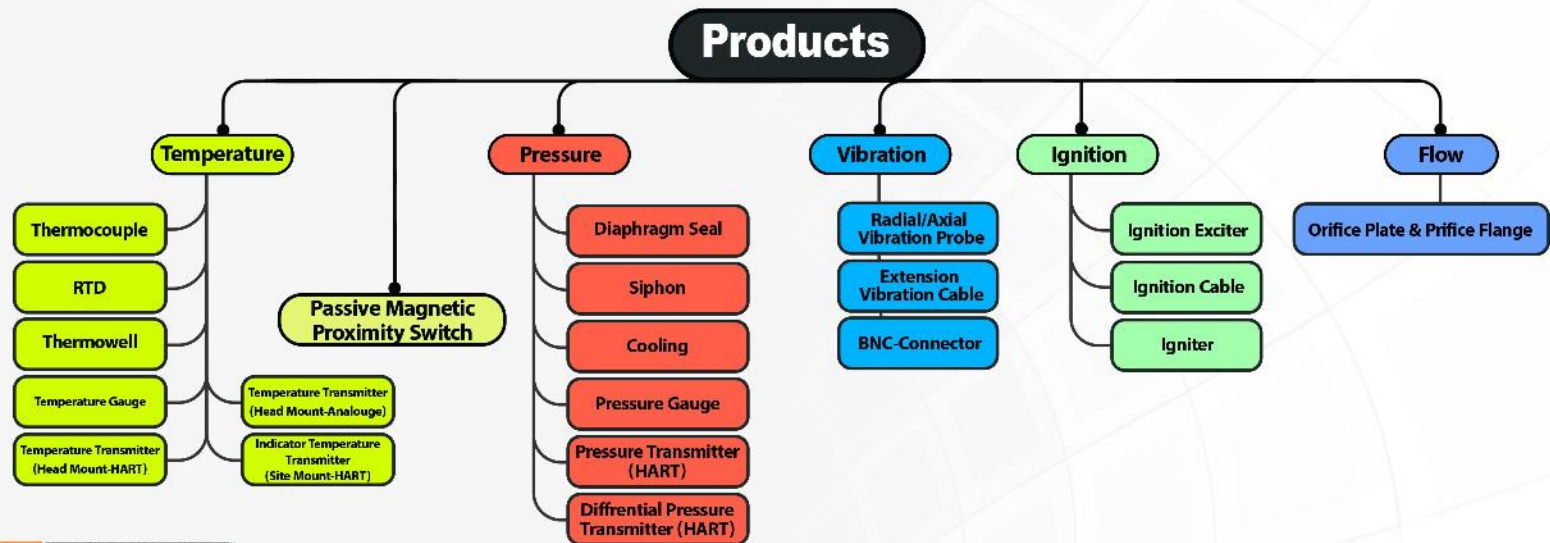 Products
Temperature
Thermocouple
RTD
Thermowell
Temperature Gauge
Temperature Transmitter
(Head Mount-HART)
Temperature Transmitter
(Head Mount-Analouge)
Indicator Temperature
Transmitter
(Site Mount-HART)
Passive Magnetic
Proximity Switch
Pressure
Diaphragm Seal
Siphon
Cooling
Pressure Gauge
Pressure Transmitter
(HART)
Diffrential Pressure
Transmitter (HART)
Vibration
Radial/Axial
Vibration Probe
Extension
Vibration Cable
BNC-Connector
Ignition
Ignition Exciter
Ignition Cable
Igniter
Flow
Orifice Plate & Prifice Flange